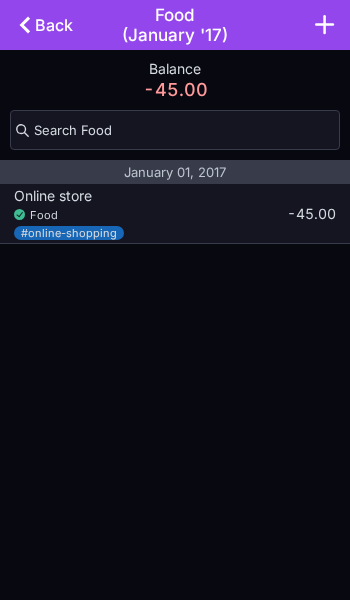 Back
Food
(January '17)
Balance
-45.00
Search Food
January 01, 2017
Online store
Food
-45.00
#online-shopping